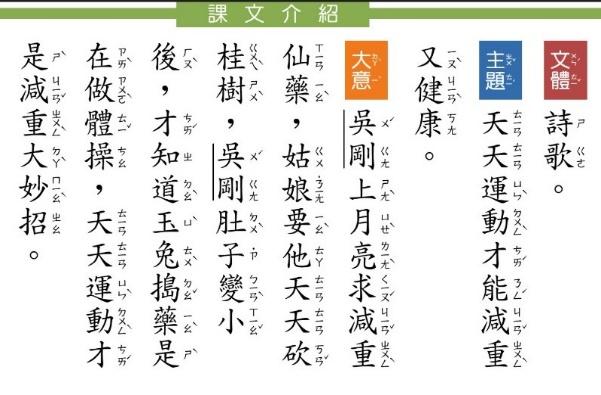 課文介紹
文體 詩歌。
主題 天天運動才能減重
又健康。
大意 吳剛上月亮求減重
仙藥，姑娘要他天天砍
桂樹，吳剛肚子變小
後，才知道玉兔搗藥是
在做體操，天天運動才
是減重大妙招。